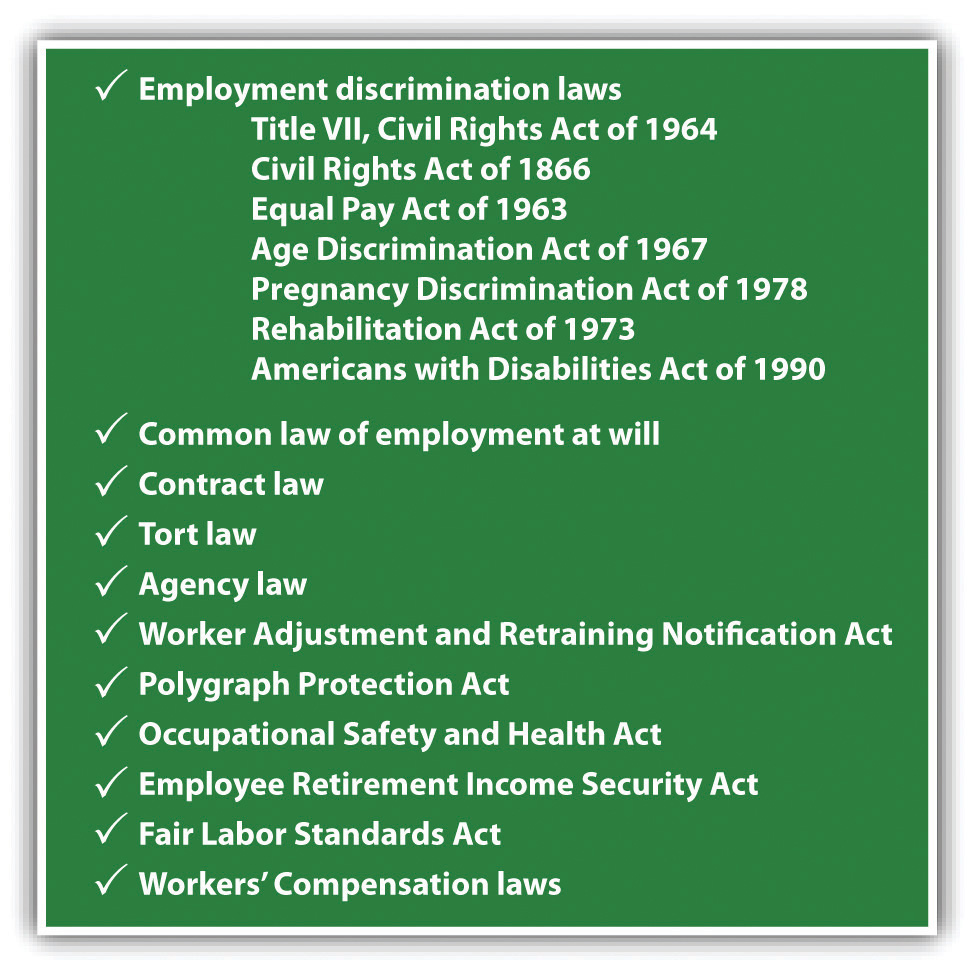 ✓ Employment discrimination laws
Title VII, Civil Rights Act of 1964
Civil Rights Act of 1866
Equal Pay Act of 1963
Age Discrimination Act of 1967
Pregnancy Discrimination Act of 1978
Rehabilitation Act of 1973
Americans with Disabilities Act of 1990
✓ Common law of employment at will
✓ Contract law
✓ Tort law
✓ Agency law
✓ Worker Adjustment and Retraining Notification Act
✓ Polygraph Protection Act
✓ Occupational Safety and Health Act
✓ Employee Retirement Income Security Act
✓ Fair Labor Standards Act
✓ Workers’ Compensation laws